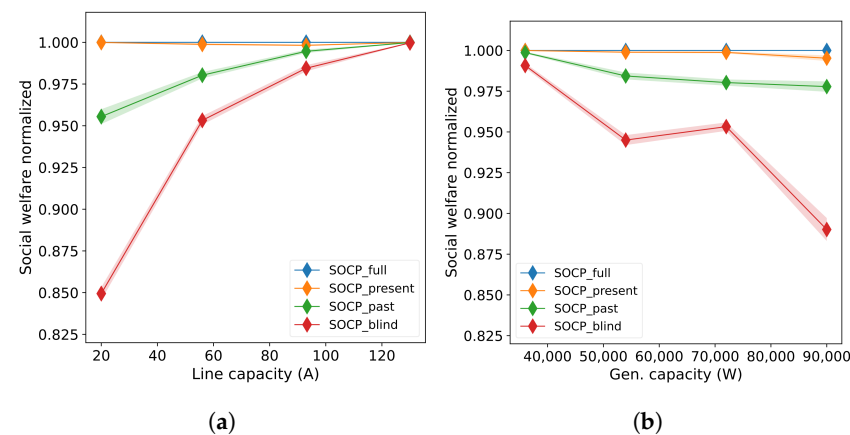 1.000
0.975
0.950
0.925
0.900
0.875
0.850
0.825
Social welfare normalized
20
40
60
80
100
120
Line capacity (A)
SOCP_full
SOCP_present
SOCP_past
SOCP_blind
(a)
1.000
0.975
0.950
0.925
0.900
0.875
0.850
0.825
Social welfare normalized
40,000
50,000
60,000
70,000
80,000
90,000
Gen. capacity (W)
SOCP_full
SOCP_present
SOCP_past
SOCP_blind
(b)